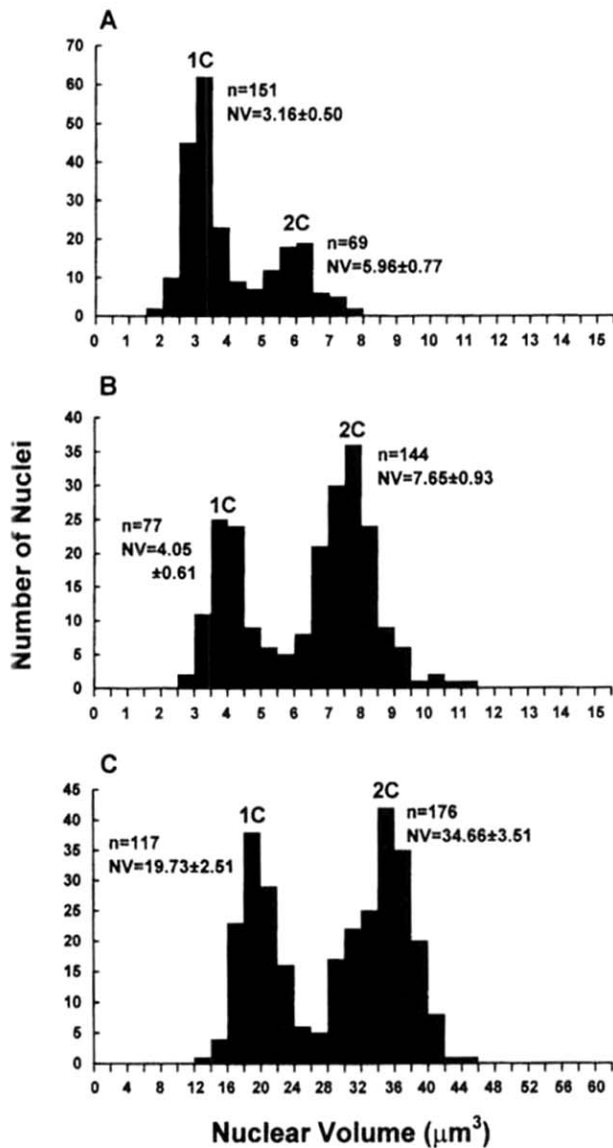 A
70
60
50
40
30
20
10
0
1C
n=151
NV=3.16±0.50
2C
n=69
NV=5.96±0.77
0 1 2 3 4 5 6 7 8 9 10 11 12 13 14 15
B
40
35
30
25
20
15
10
5
0
n=77
NV=4.05
±0.61
1C
2C
n=144
NV=7.65±0.93
0 1 2 3 4 5 6 7 8 9 10 11 12 13 14 15
Number of Nuclei
C
45
40
35
30
25
20
15
10
5
0
n=117
NV=19.73±2.51
1C
2C
n=176
NV=34.66±3.51
0 2 4 8 12 16 20 24 28 32 36 40 44 48 52 56 60
Nuclear Volume (μm³)